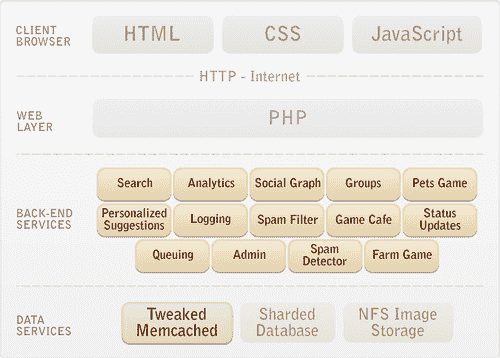 CLIENT
BROWSER
HTML
CSS
JavaScript
HTTP - Internet
WEB
LAYER
PHP
BACK-END
SERVICES
Search
Analytics
Social Graph
Groups
Pets Game
Personalized
Suggestions
Logging
Spam Filter
Game Cafe
Status
Updates
Queuing
Admin
Spam
Detector
Farm Game
DATA
SERVICES
Tweaked
Memcached
Sharded
Database
NFS Image
Storage